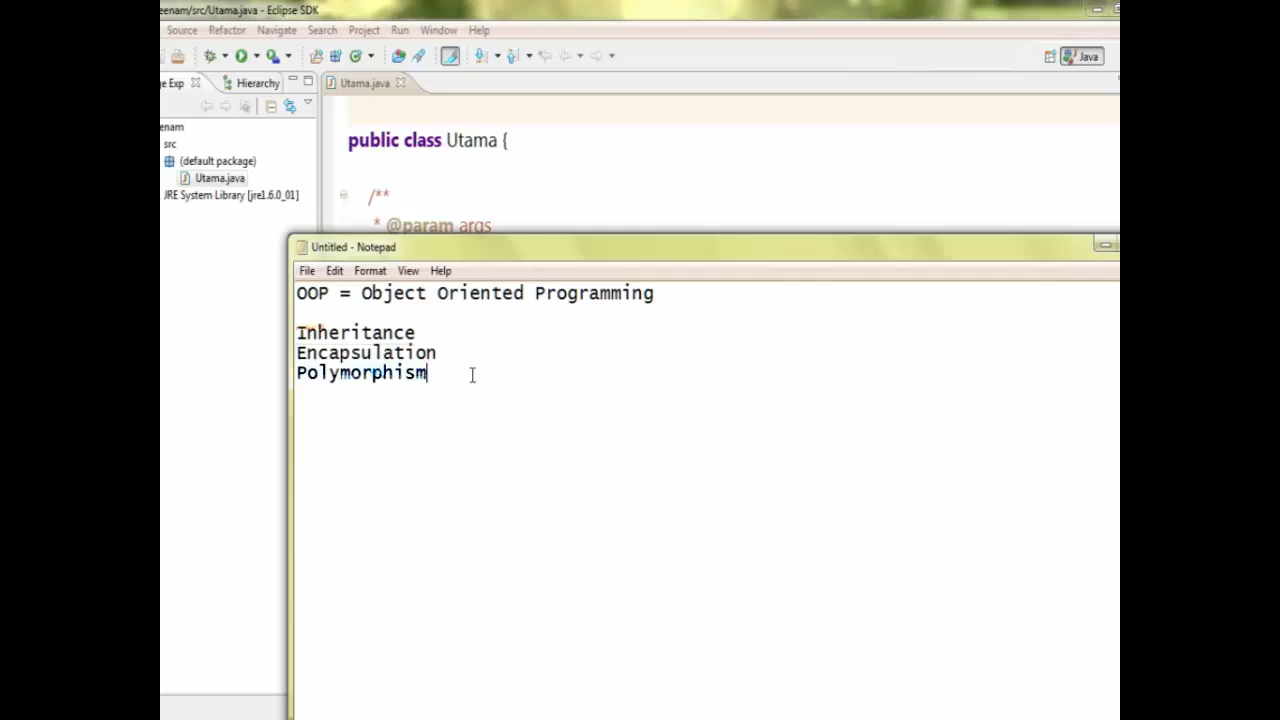 eenam/src/Utama.java - Eclipse SDK
Source Refactor Navigate Search Project Run Window Help
Java
ge Exp Hierarchy Utama.java
enam
src
(default package)
Utama.java
JRE System Library [jre1.6.0_01]
public class Utama {
/**
* @param args
Untitled - Notepad
File Edit Format View Help
OOP = Object Oriented Programming
Inheritance
Encapsulation
Polymorphism